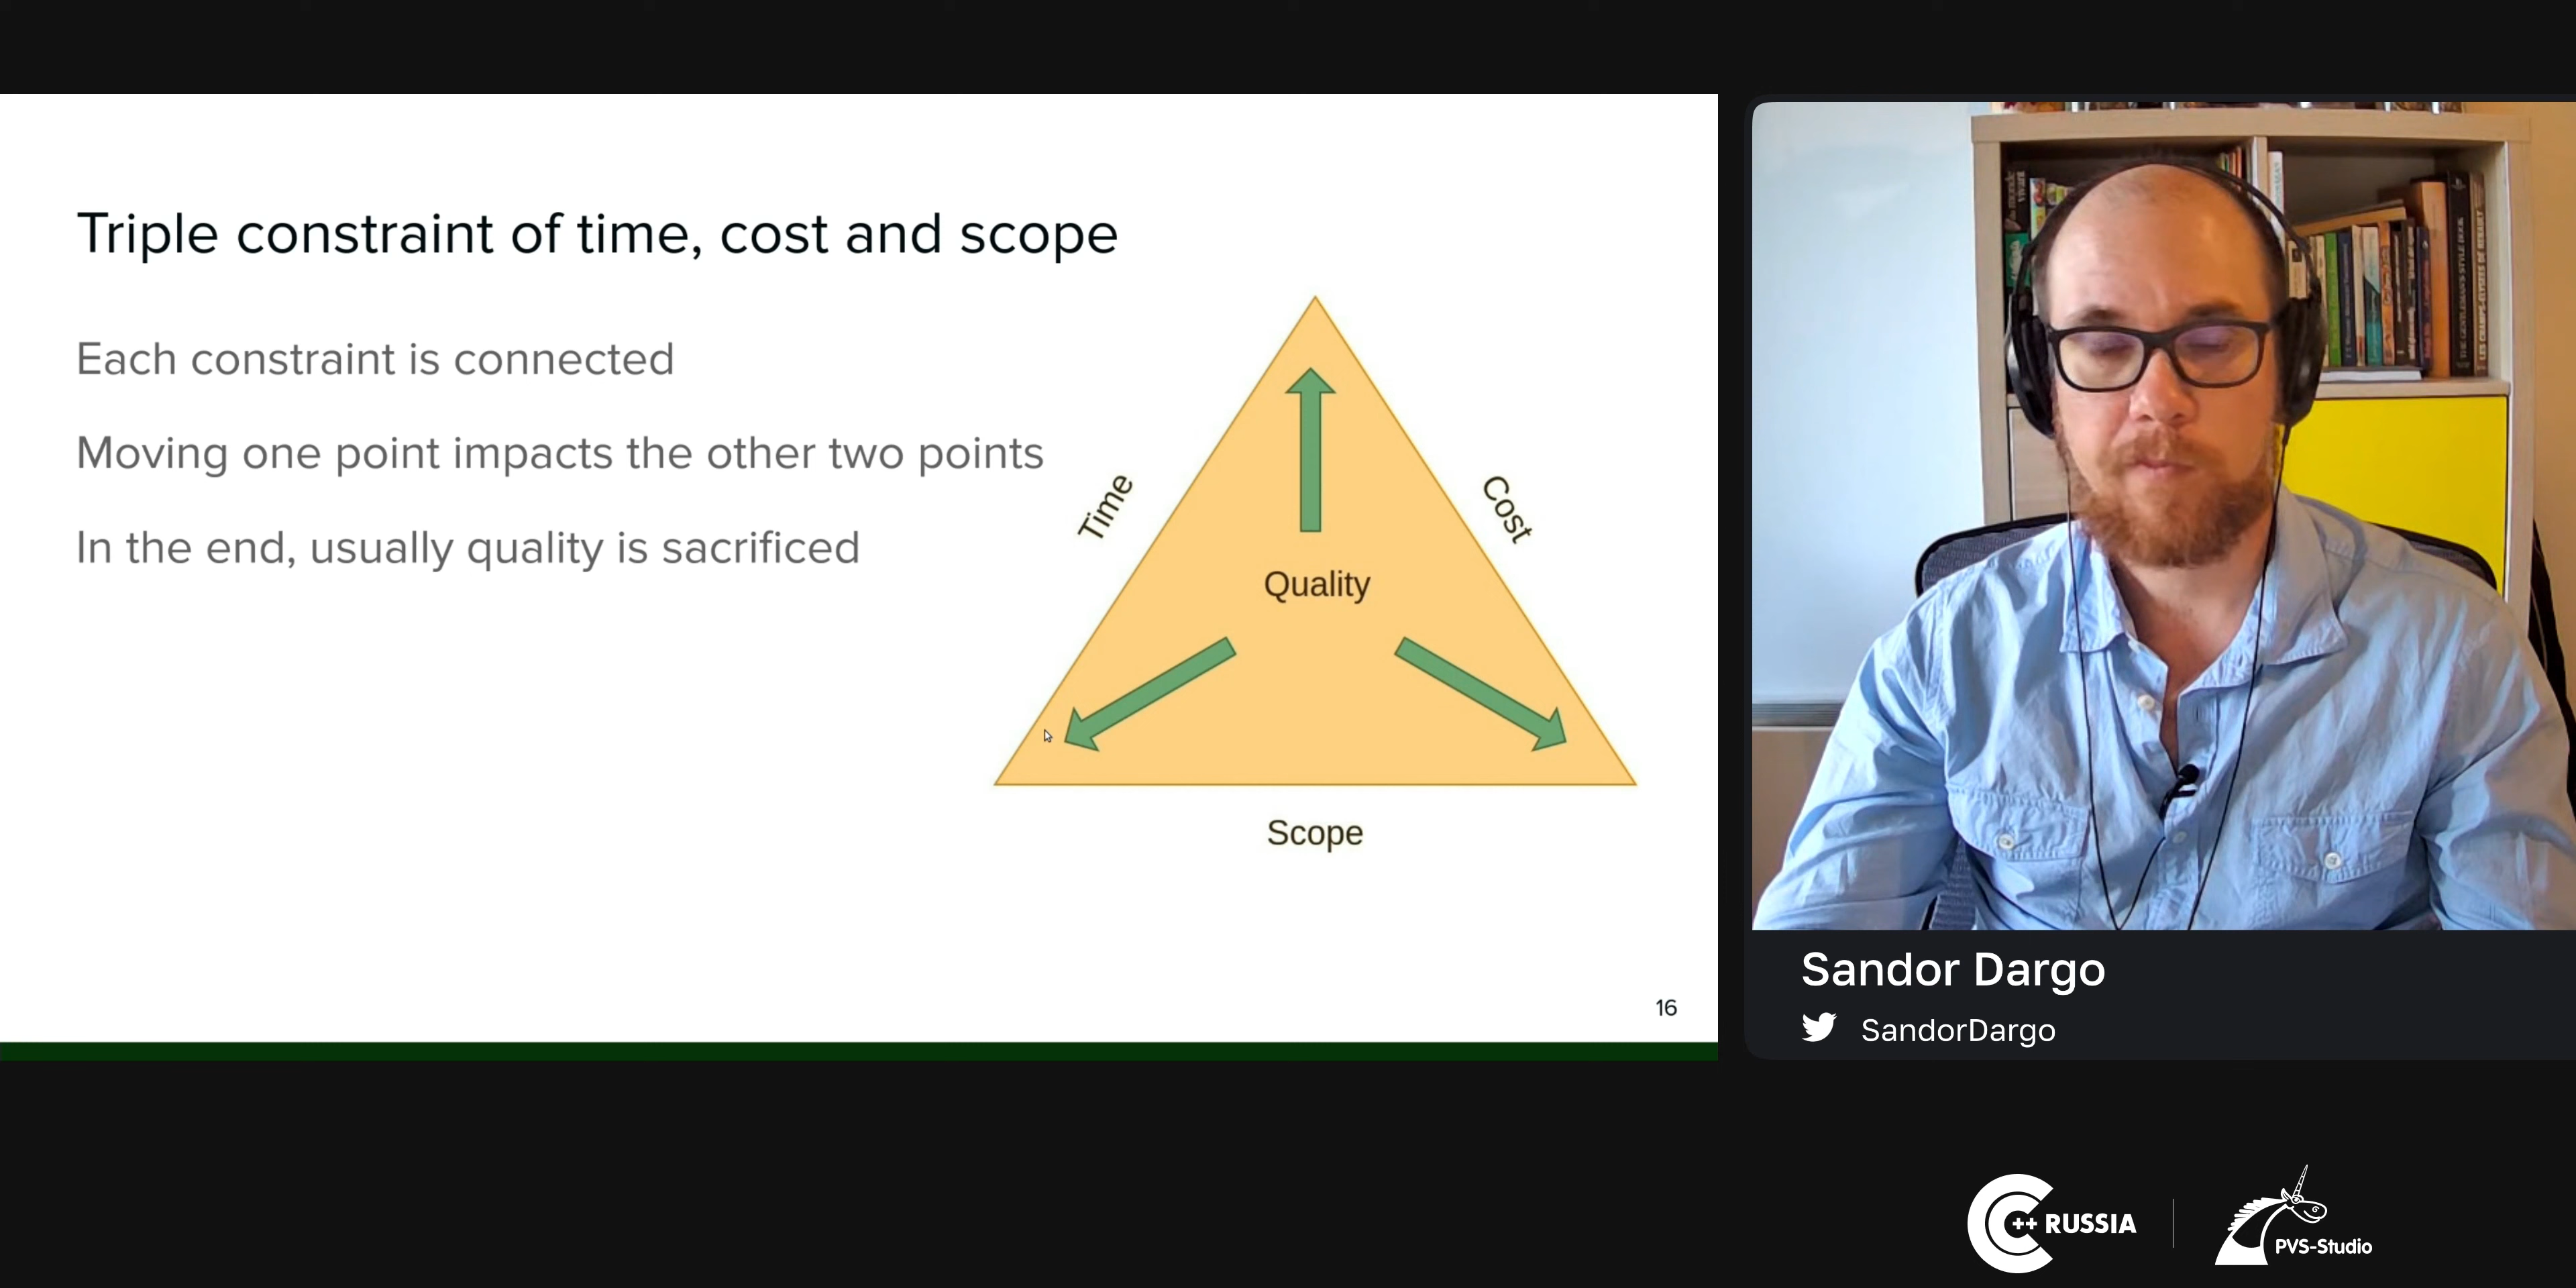 Triple constraint of time, cost and scope
Each constraint is connected
Moving one point impacts the other two points
In the end, usually quality is sacrificed
Time
Cost
Quality
Scope
16
Sandor Dargo
SandorDargo
C++ RUSSIA
PVS-Studio